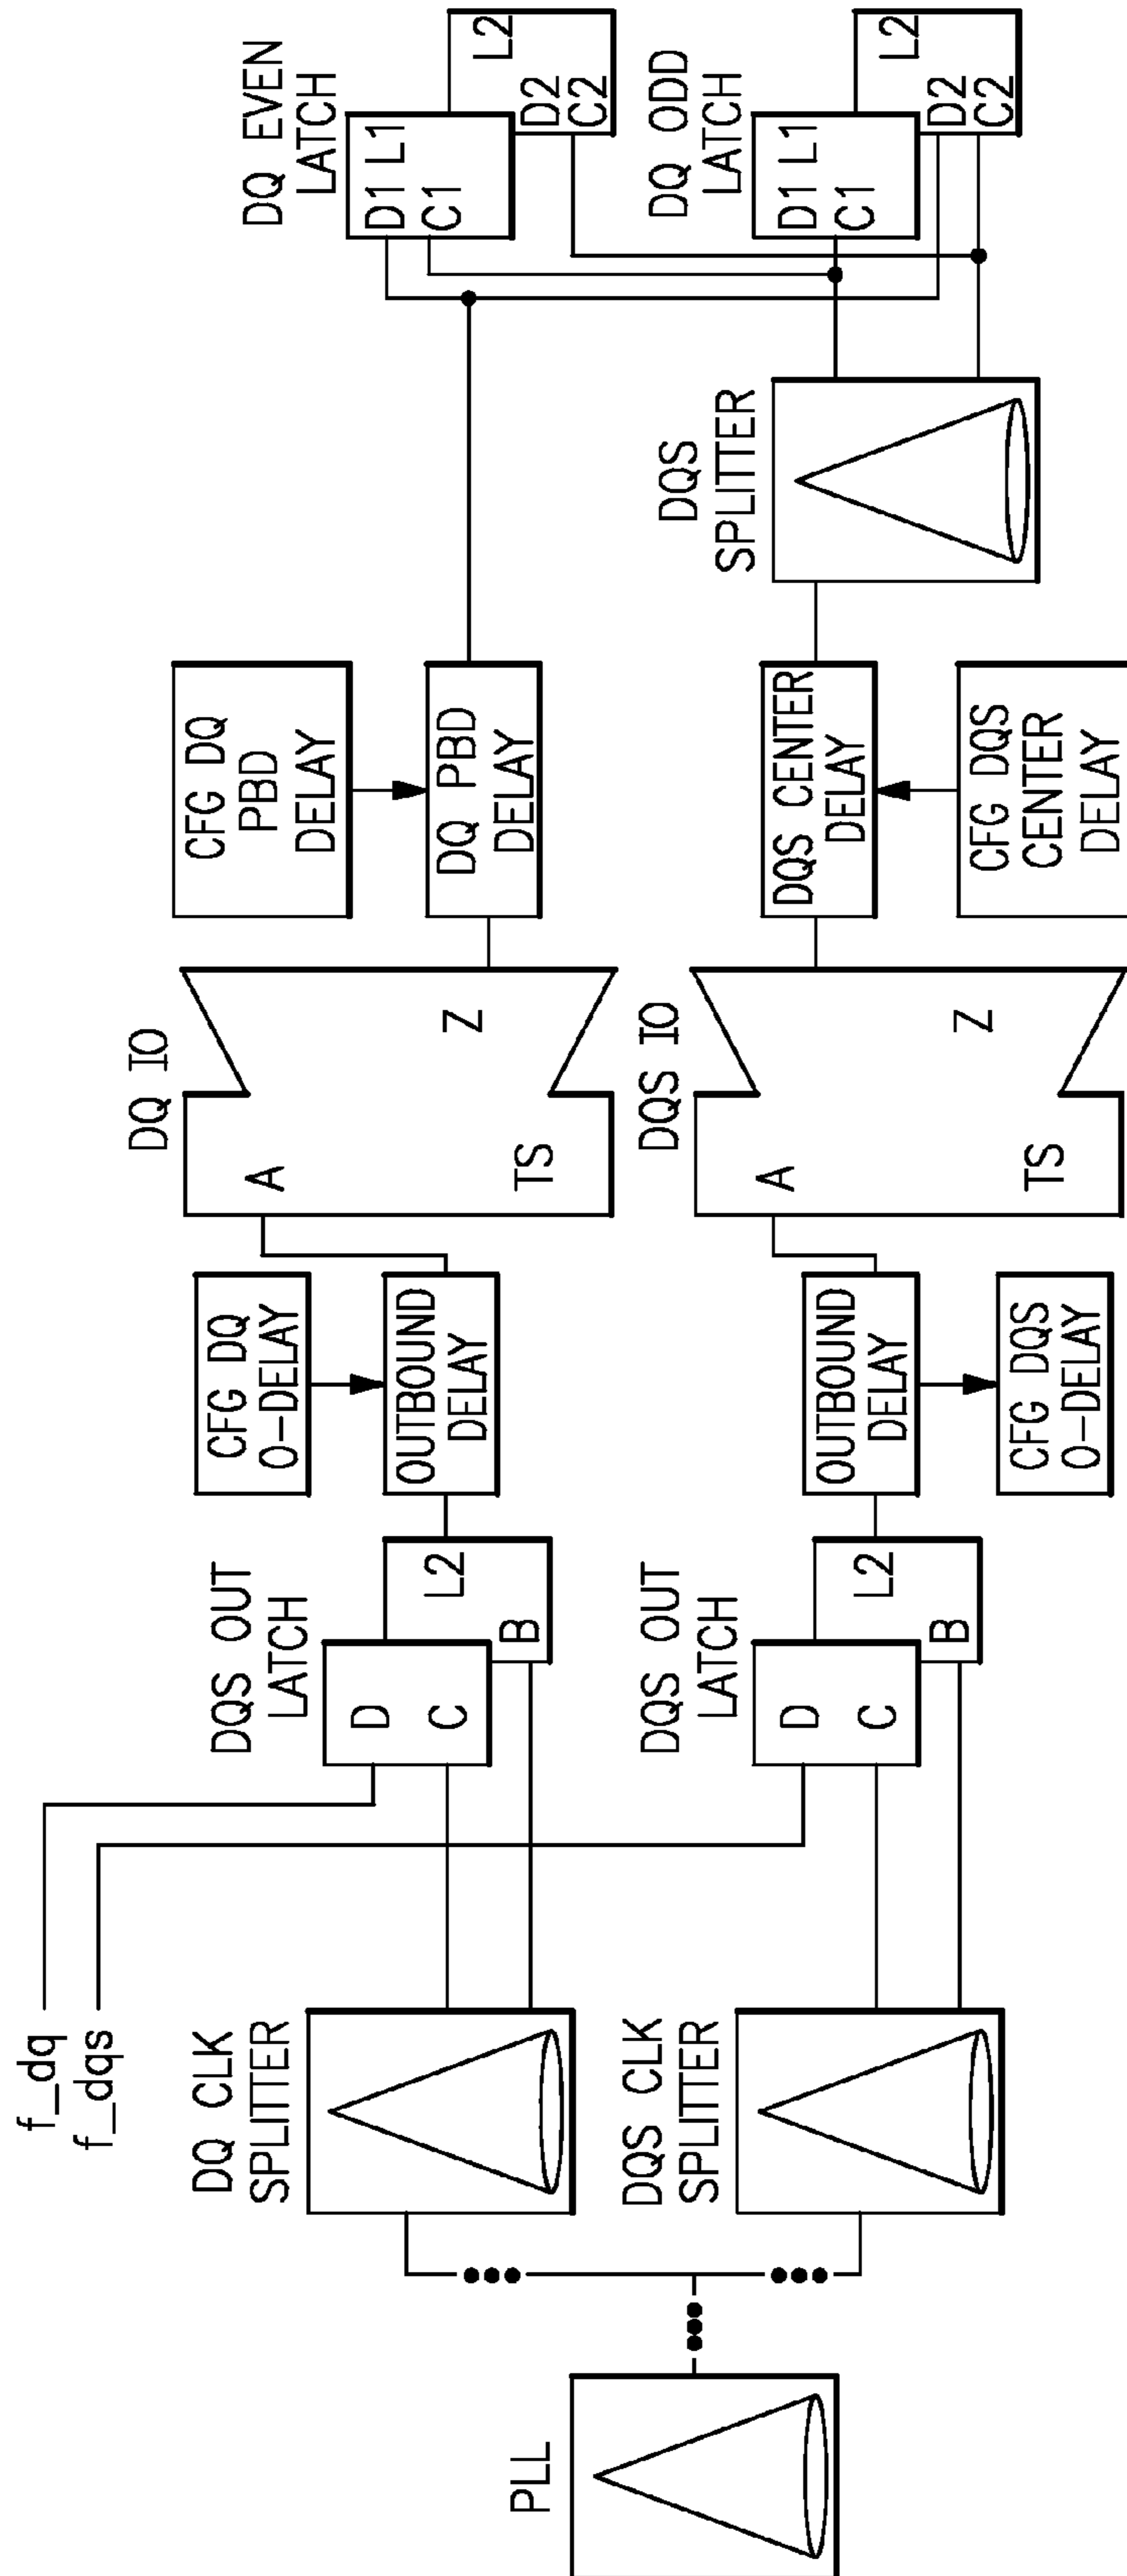 f_dq
f_dqs
PLL
DQ CLK
SPLITTER
DQS CLK
SPLITTER
DQS OUT
LATCH
D
C
L2
B
DQS OUT
LATCH
D
C
L2
B
CFG DQ
O-DELAY
OUTBOUND
DELAY
OUTBOUND
DELAY
CFG DQS
O-DELAY
DQ IO
A
TS
Z
DQS IO
A
TS
Z
CFG DQ
PBD
DELAY
DQ PBD
DELAY
DQS CENTER
DELAY
CFG DQS
CENTER
DELAY
DQS
SPLITTER
DQ EVEN
LATCH
D1 L1
C1
L2
D2
C2
DQ ODD
LATCH
D1 L1
C1
L2
D2
C2